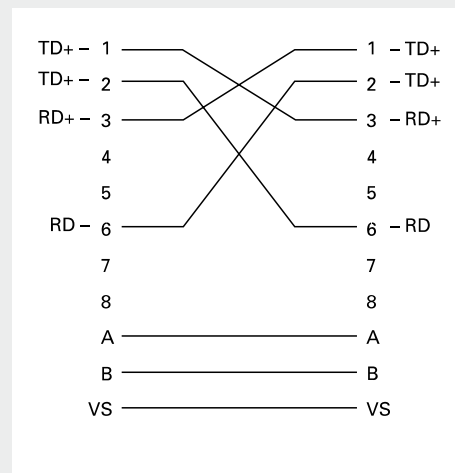 TD+ – 1 1 – TD+
TD+ – 2 2 – TD+
RD+ – 3 3 – RD+
4 4
5 5
RD – 6 6 – RD
7 7
8 8
A A
B B
VS VS